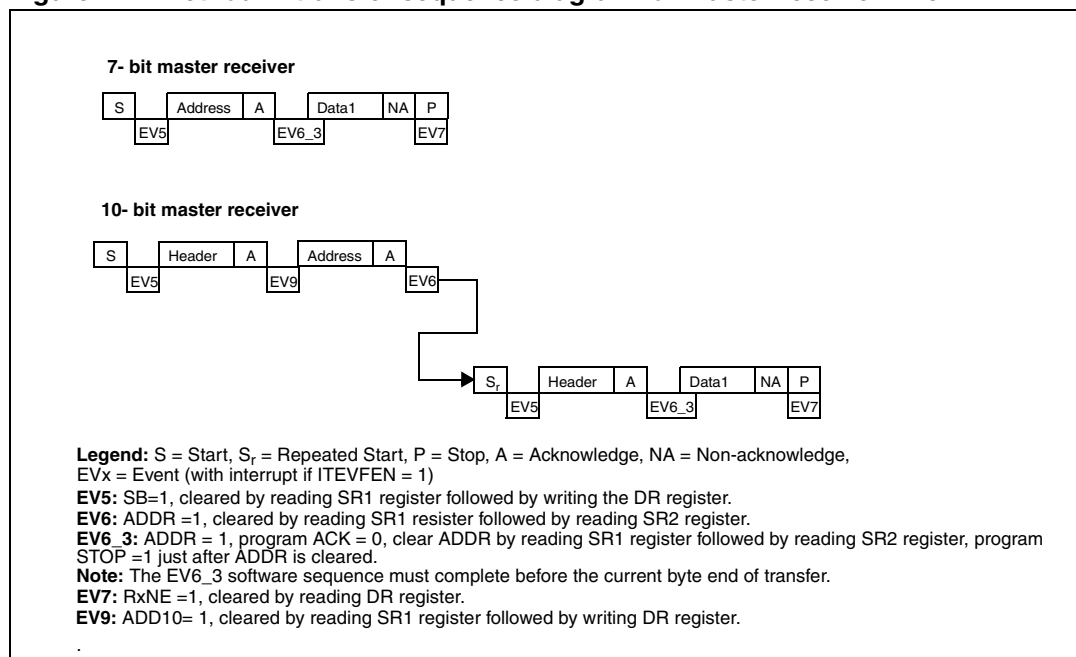 7- bit master receiver
S Address A Data1 NA P
EV5 EV6_3 EV7
10- bit master receiver
S Header A Address A
EV5 EV9 EV6
Sr Header A Data1 NA P
EV5 EV6_3 EV7
Legend: S = Start, Sr = Repeated Start, P = Stop, A = Acknowledge, NA = Non-acknowledge,
EVx = Event (with interrupt if ITEVFEN = 1)
EV5: SB=1, cleared by reading SR1 register followed by writing the DR register.
EV6: ADDR =1, cleared by reading SR1 resister followed by reading SR2 register.
EV6_3: ADDR = 1, program ACK = 0, clear ADDR by reading SR1 register followed by reading SR2 register, program
STOP =1 just after ADDR is cleared.
Note: The EV6_3 software sequence must complete before the current byte end of transfer.
EV7: RxNE =1, cleared by reading DR register.
EV9: ADD10= 1, cleared by reading SR1 register followed by writing DR register.
.